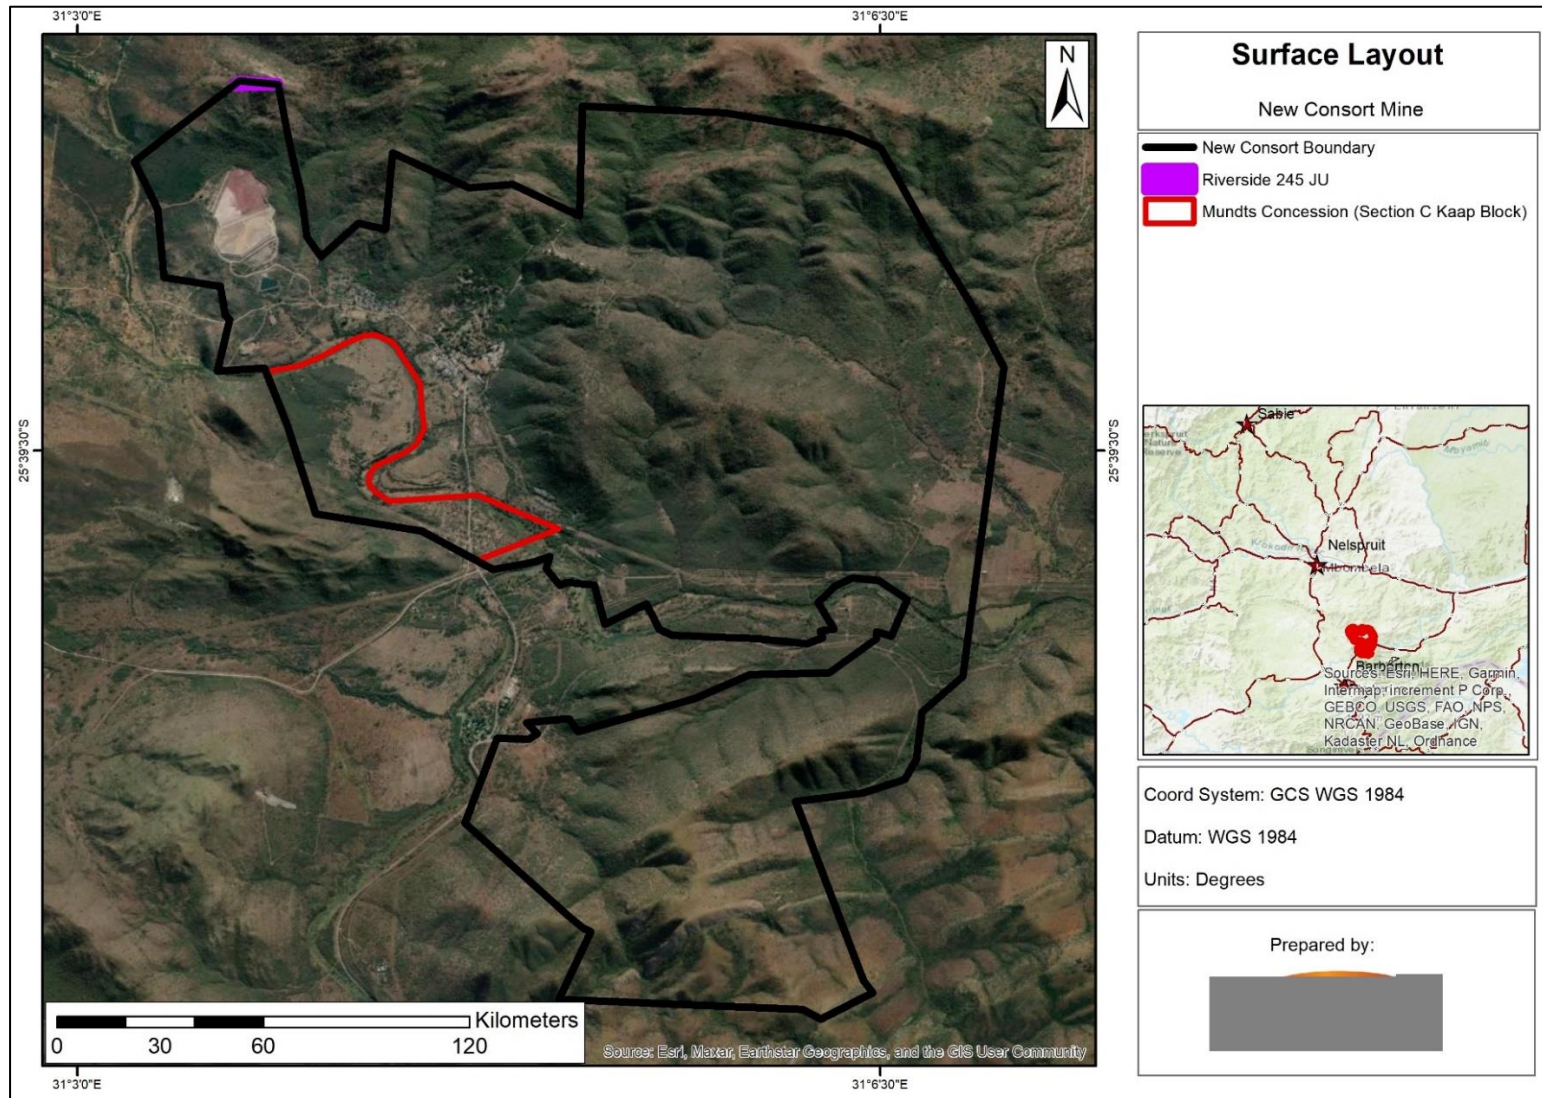 31°3'0"E
31°6'30"E
N
25°39'30"S
25°39'30"S
Kilometers
0
30
60
120
Source: Esri, Maxar, Earthstar Geographics, and the GIS User Community
31°3'0"E
31°6'30"E
Surface Layout
New Consort Mine
New Consort Boundary
Riverside 245 JU
Mundts Concession (Section C Kaap Block)
Sabie
Nature
Reserve
Nelspruit
Mbombela
Barberton
Sources: Esri, HERE, Garmin,
Intermap, increment P Corp.,
GEBCO, USGS, FAO, NPS,
NRCAN, GeoBase, IGN,
Kadaster NL, Ordnance
Coord System: GCS WGS 1984
Datum: WGS 1984
Units: Degrees
Prepared by: